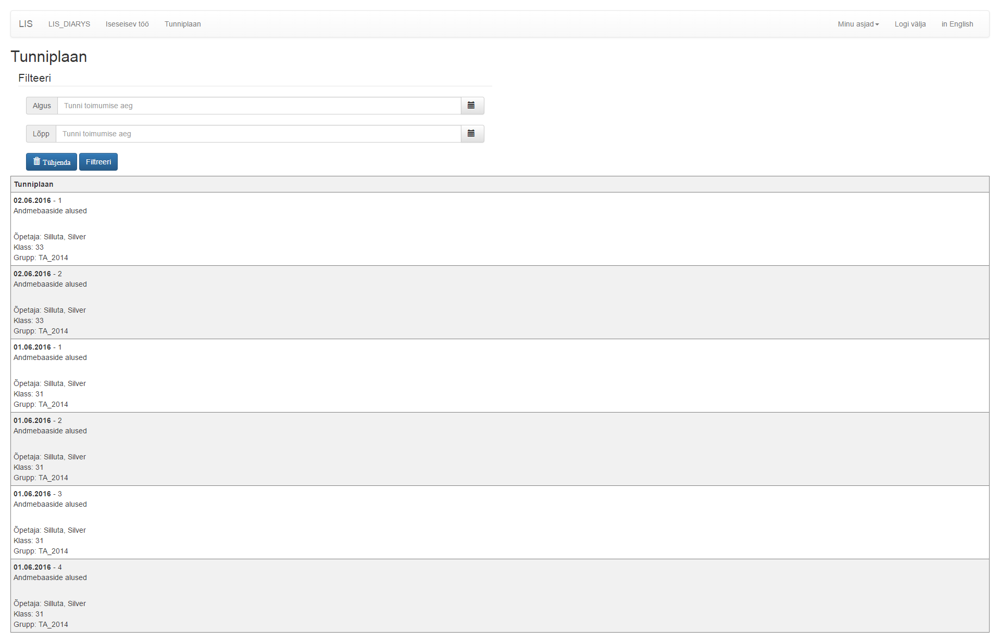 LIS LIS_DIARYS Iseseisev töö Tunniplaan Minu asjad Logi välja in English
Tunniplaan
Filteeri
Algus Tunni toimumise aeg
Lõpp Tunni toimumise aeg
Tühjenda Filtreeri
Tunniplaan
02.06.2016 - 1
Andmebaaside alused
Õpetaja: Silluta, Silver
Klass: 33
Grupp: TA_2014
02.06.2016 - 2
Andmebaaside alused
Õpetaja: Silluta, Silver
Klass: 33
Grupp: TA_2014
01.06.2016 - 1
Andmebaaside alused
Õpetaja: Silluta, Silver
Klass: 31
Grupp: TA_2014
01.06.2016 - 2
Andmebaaside alused
Õpetaja: Silluta, Silver
Klass: 31
Grupp: TA_2014
01.06.2016 - 3
Andmebaaside alused
Õpetaja: Silluta, Silver
Klass: 31
Grupp: TA_2014
01.06.2016 - 4
Andmebaaside alused
Õpetaja: Silluta, Silver
Klass: 31
Grupp: TA_2014